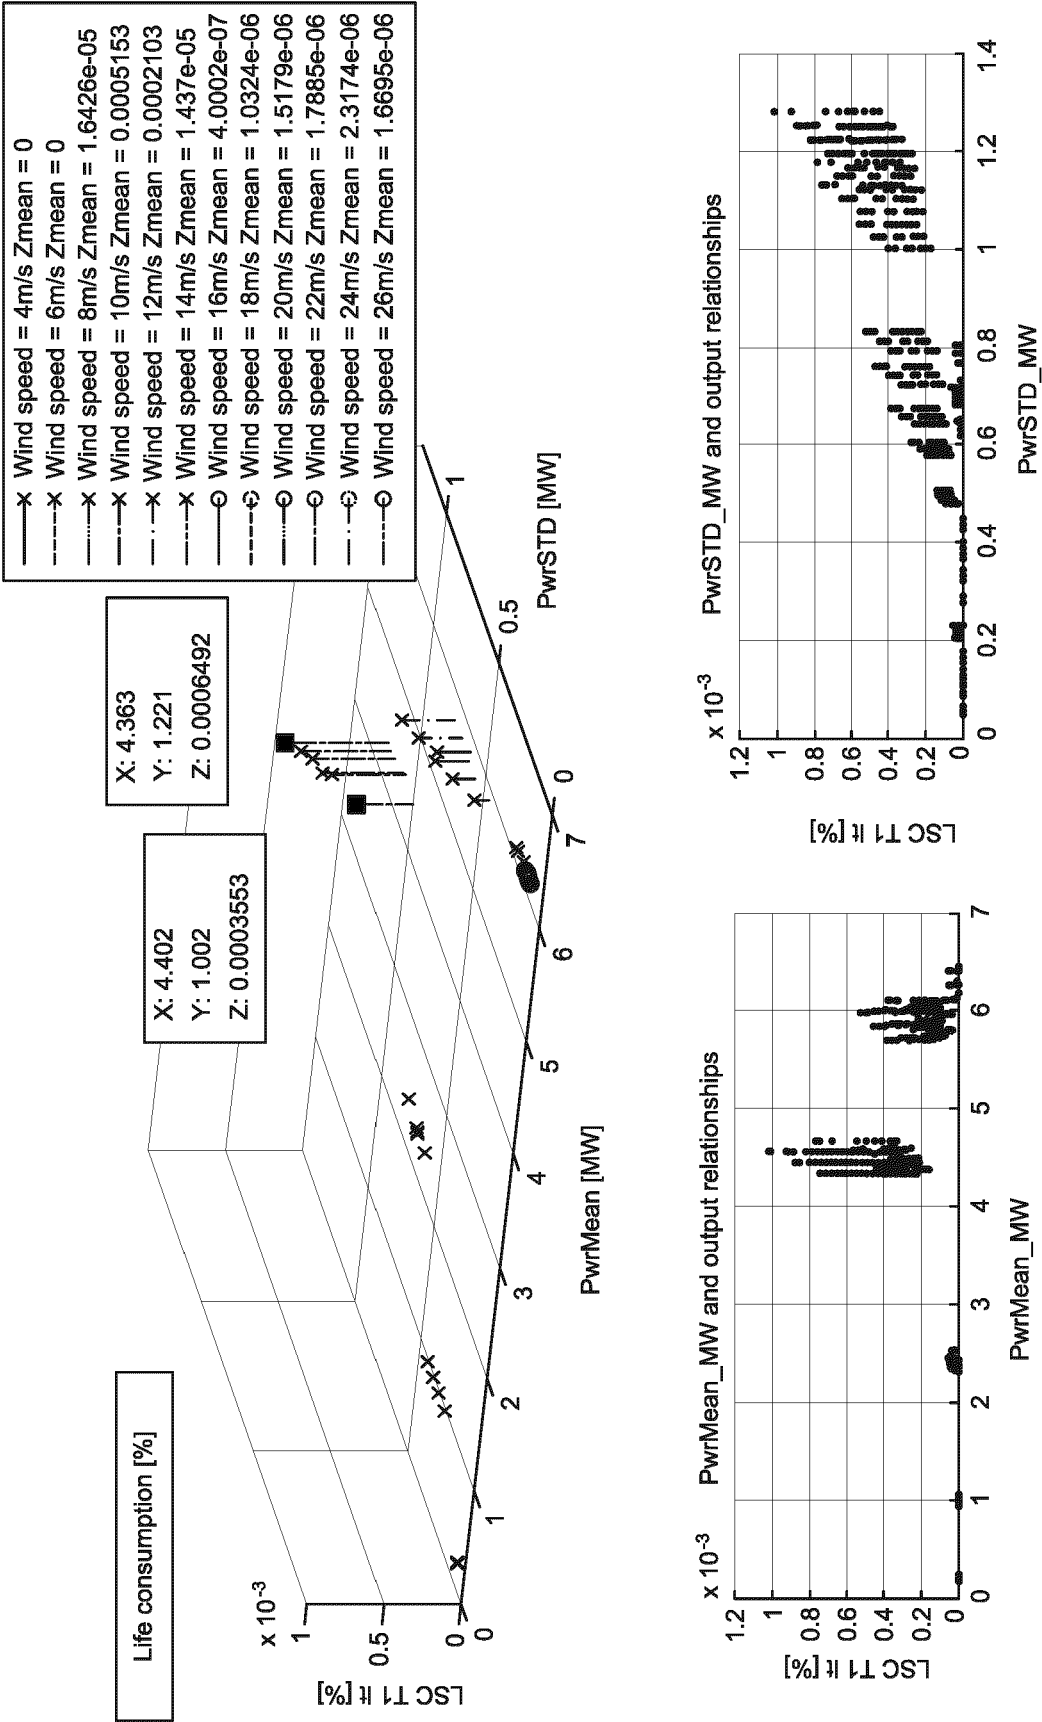 Life consumption [%]
X: 4.402
Y: 1.002
Z: 0.0003553
X: 4.363
Y: 1.221
Z: 0.0006492
Wind speed = 4m/s Zmean = 0
Wind speed = 6m/s Zmean = 0
Wind speed = 8m/s Zmean = 1.6426e-05
Wind speed = 10m/s Zmean = 0.0005153
Wind speed = 12m/s Zmean = 0.0002103
Wind speed = 14m/s Zmean = 1.437e-05
Wind speed = 16m/s Zmean = 4.0002e-07
Wind speed = 18m/s Zmean = 1.0324e-06
Wind speed = 20m/s Zmean = 1.5179e-06
Wind speed = 22m/s Zmean = 1.7885e-06
Wind speed = 24m/s Zmean = 2.3174e-06
Wind speed = 26m/s Zmean = 1.6695e-06
x 10-3
1
0.5
0
LSC T1 lt [%]
0
1
2
3
4
5
6
7
PwrMean [MW]
0
0.5
1
PwrSTD [MW]
x 10-3
PwrMean_MW and output relationships
1.2
1
0.8
0.6
0.4
0.2
0
LSC T1 lt [%]
0
1
2
3
4
5
6
7
PwrMean_MW
x 10-3
PwrSTD_MW and output relationships
1.2
1
0.8
0.6
0.4
0.2
0
LSC T1 lt [%]
0
0.2
0.4
0.6
0.8
1
1.2
1.4
PwrSTD_MW